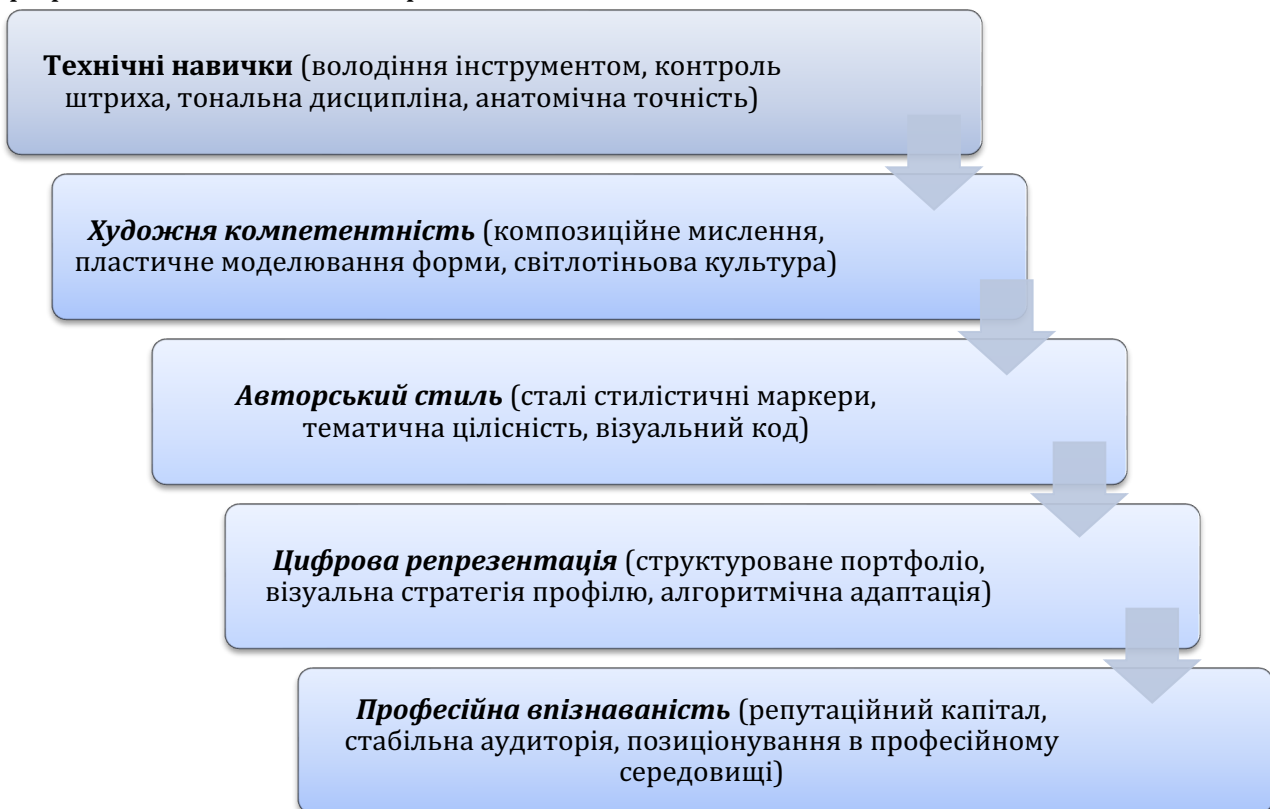 Технічні навички (володіння інструментом, контроль
штриха, тональна дисципліна, анатомічна точність)
Художня компетентність (композиційне мислення,
пластичне моделювання форми, світлотіньова культура)
Авторський стиль (сталі стилістичні маркери,
тематична цілісність, візуальний код)
Цифрова репрезентація (структуроване портфоліо,
візуальна стратегія профілю, алгоритмічна адаптація)
Професійна впізнаваність (репутаційний капітал,
стабільна аудиторія, позиціонування в професійному
середовищі)